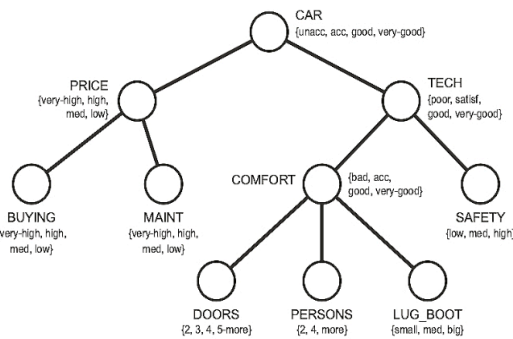 CAR
{unacc, acc, good, very-good}
PRICE
{very-high, high,
med, low}
TECH
{poor, satisf,
good, very-good}
COMFORT
{bad, acc,
good, very-good}
BUYING
very-high, high,
med, low}
MAINT
{very-high, high,
med, low}
SAFETY
{low, med, high}
DOORS
{2, 3, 4, 5-more}
PERSONS
{2, 4, more}
LUG_BOOT
{small, med, big}